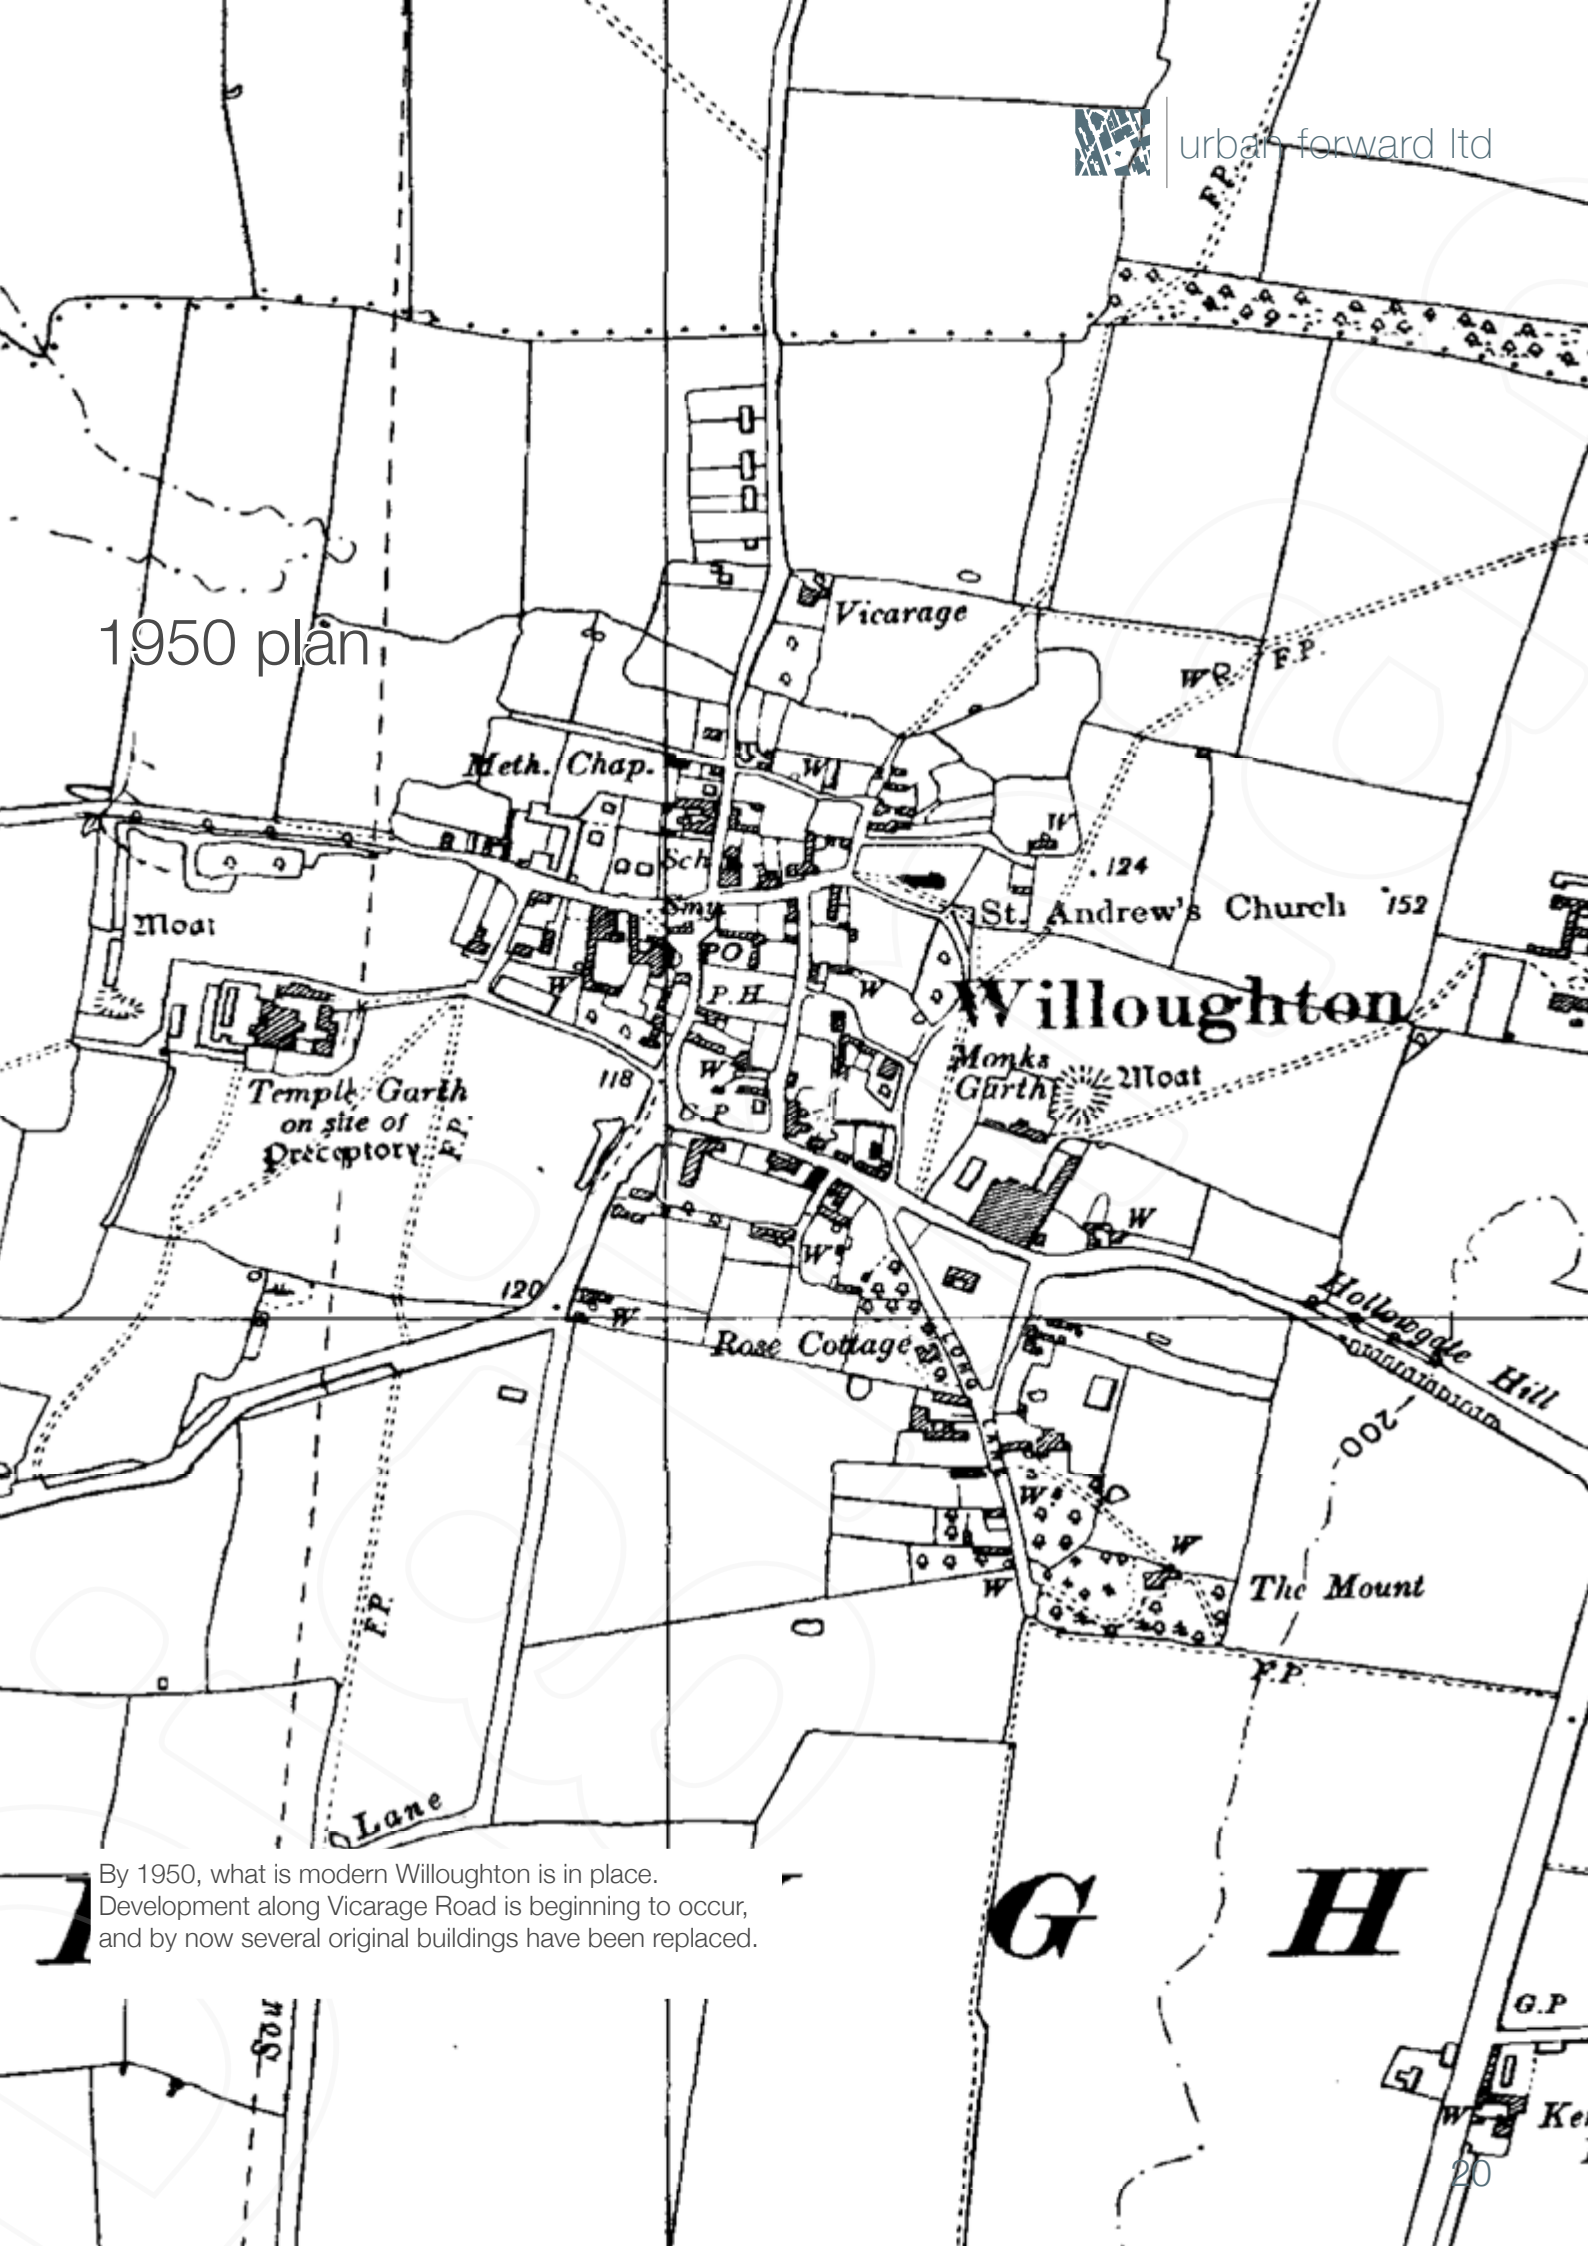 urban forward ltd
F.P.
1950 plan
Vicarage
W
F.P.
Meth. Chap.
W
W
Sch
124
Smy.
St. Andrew's Church
152
Moat
PO
W
P.H
W
Willoughton
Monks
Garth
Moat
W
118
Temple Garth
on site of
Preceptory
F.P.
W
W
120
W
Rose Cottage
Hollowgate Hill
200
W
W
W
The Mount
F.P.
F.P.
Lane
By 1950, what is modern Willoughton is in place.
Development along Vicarage Road is beginning to occur,
and by now several original buildings have been replaced.
G H
G.P
W
20